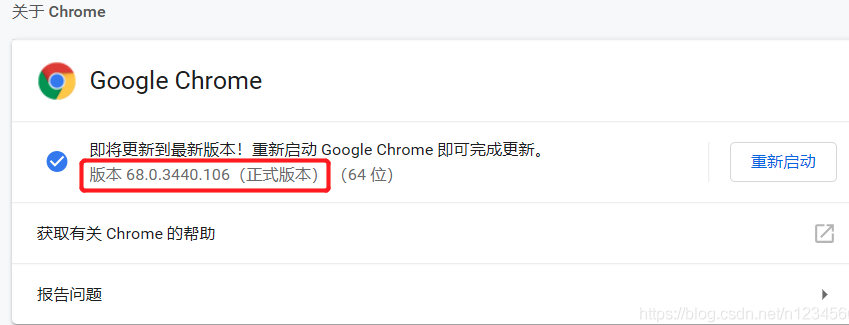 关于 Chrome
Google Chrome
即将更新到最新版本！重新启动 Google Chrome 即可完成更新。
版本 68.0.3440.106（正式版本） （64 位）
重新启动
获取有关 Chrome 的帮助
报告问题
https://blog.csdn.net/n123456